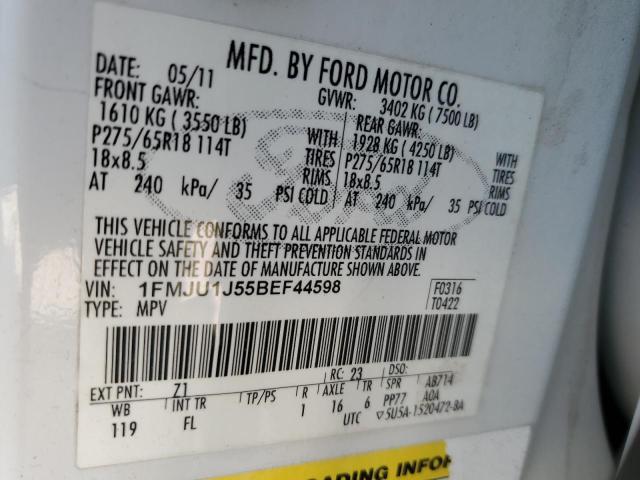 MFD. BY FORD MOTOR CO.
DATE: 05/11
GVWR: 3402 KG ( 7500 LB)
FRONT GAWR: REAR GAWR:
1610 KG ( 3550 LB) WITH 1928 KG ( 4250 LB) WITH
P275/65R18 114T TIRES P275/65R18 114T TIRES
18x8.5 RIMS 18x8.5 RIMS
AT 240 kPa/ 35 PSI COLD AT 240 kPa/ 35 PSI COLD
Ford
THIS VEHICLE CONFORMS TO ALL APPLICABLE FEDERAL MOTOR
VEHICLE SAFETY AND THEFT PREVENTION STANDARDS IN
EFFECT ON THE DATE OF MANUFACTURE SHOWN ABOVE.
VIN: 1FMJU1J55BEF44598 F0316
TYPE: MPV T0422
EXT PNT: Z1 RC: 23 DSO:
WB INT TR TP/PS R AXLE TR SPR AB714
119 FL 1 16 6 PP77 A0A
UTC 5U5A-1520472-BA
OADING INFOR